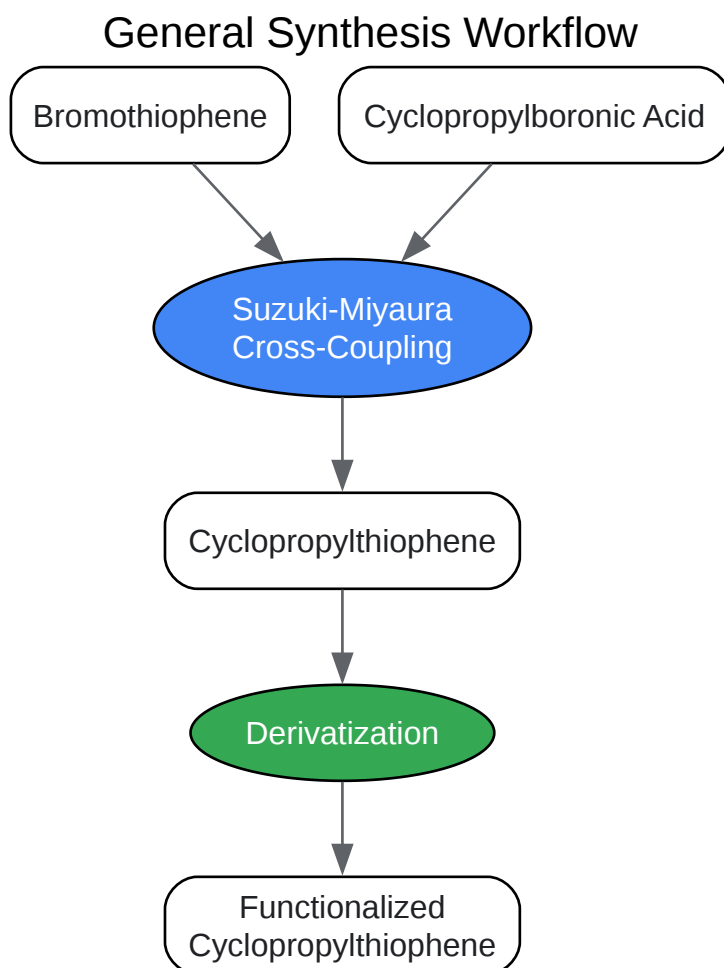 General Synthesis Workflow
Bromothiophene
Cyclopropylboronic Acid
Suzuki-Miyaura
Cross-Coupling
Cyclopropylthiophene
Derivatization
Functionalized
Cyclopropylthiophene